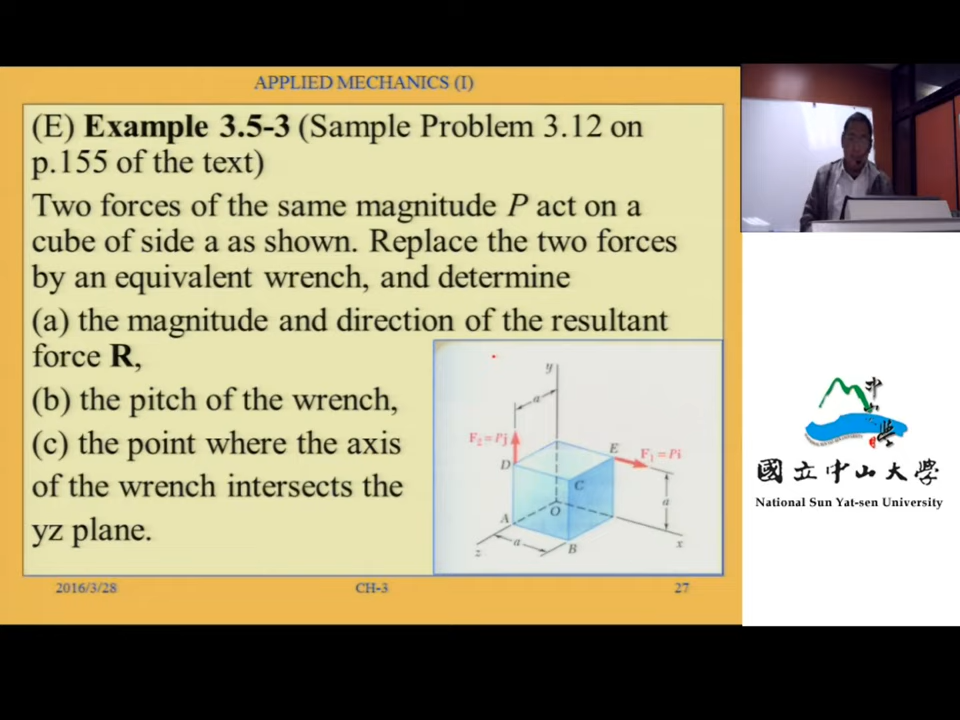 APPLIED MECHANICS (I)
(E) Example 3.5-3 (Sample Problem 3.12 on
p.155 of the text)
Two forces of the same magnitude P act on a
cube of side a as shown. Replace the two forces
by an equivalent wrench, and determine
(a) the magnitude and direction of the resultant
force R,
(b) the pitch of the wrench,
(c) the point where the axis
of the wrench intersects the
yz plane.
y
a
F₂ = Pj
D
E
F₁ = Pi
C
a
O
A
a
B
z
x
2016/3/28
CH-3
27
中山大學
國立中山大學
National Sun Yat-sen University